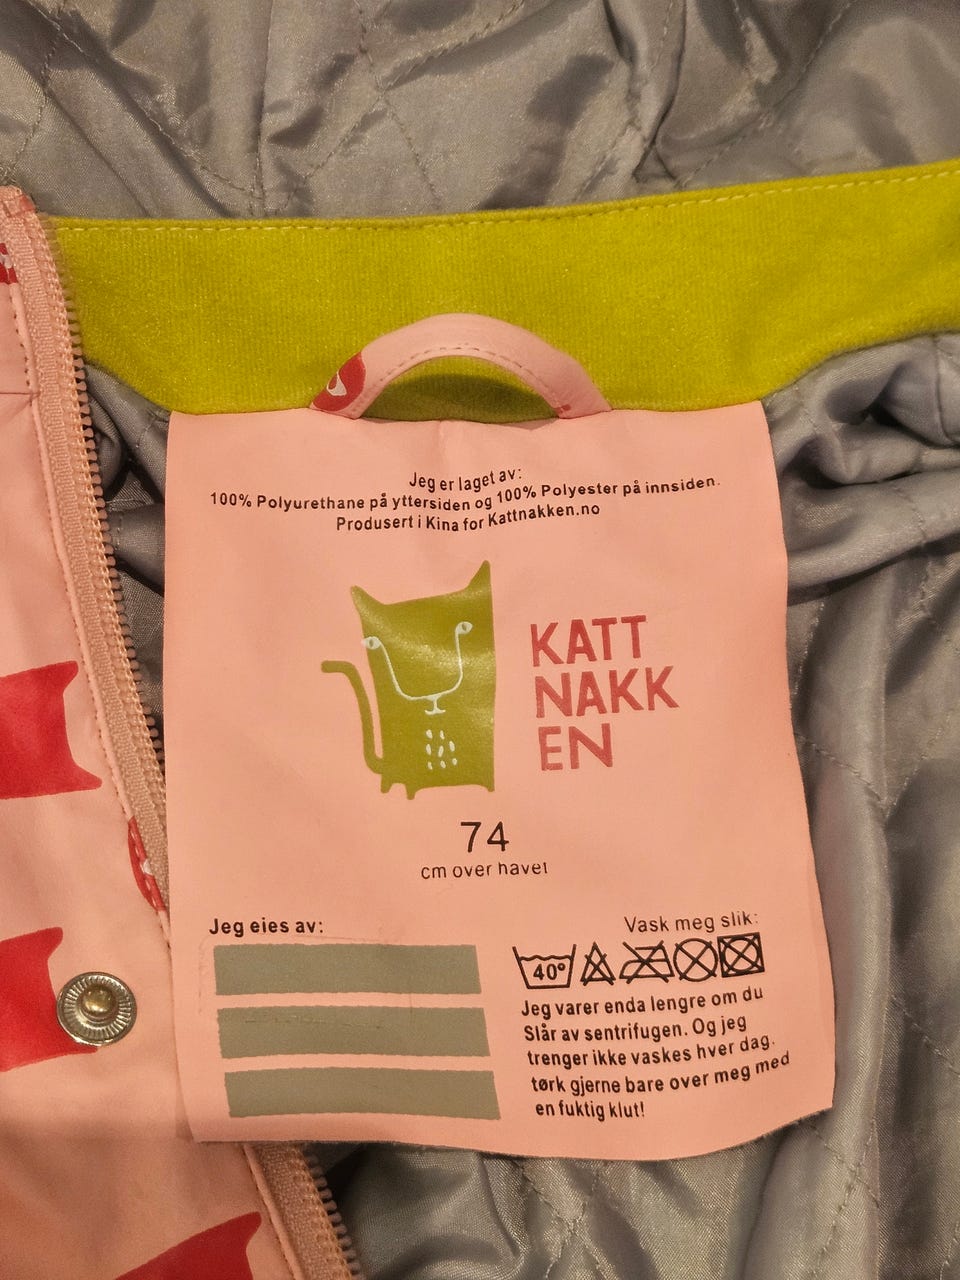 Jeg er laget av:
100% Polyurethane på yttersiden og 100% Polyester på innsiden.
Produsert i Kina for Kattnakken.no
KATT
NAKK
EN
74
cm over havet
Jeg eies av:
Vask meg slik:
40°
Jeg varer enda lengre om du
Slår av sentrifugen. Og jeg
trenger ikke vaskes hver dag.
tørk gjerne bare over meg med
en fuktig klut!